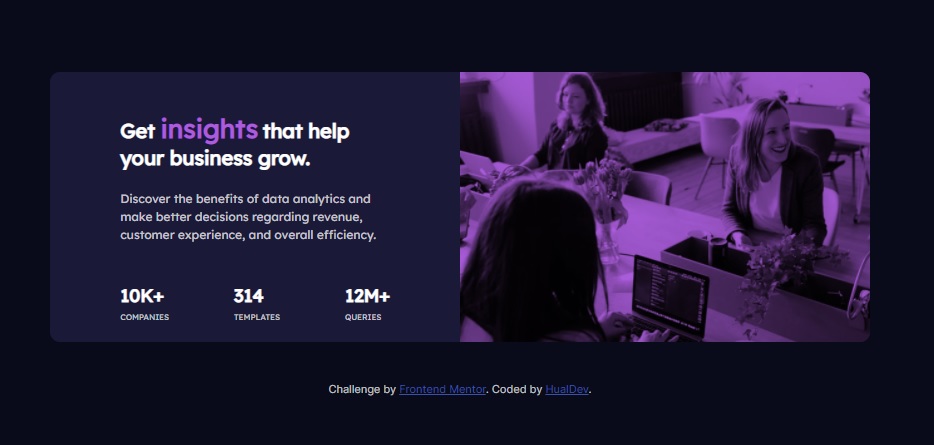 Get insights that help
your business grow.
Discover the benefits of data analytics and
make better decisions regarding revenue,
customer experience, and overall efficiency.
10K+ 314 12M+
COMPANIES TEMPLATES QUERIES
Challenge by Frontend Mentor. Coded by HualDev.